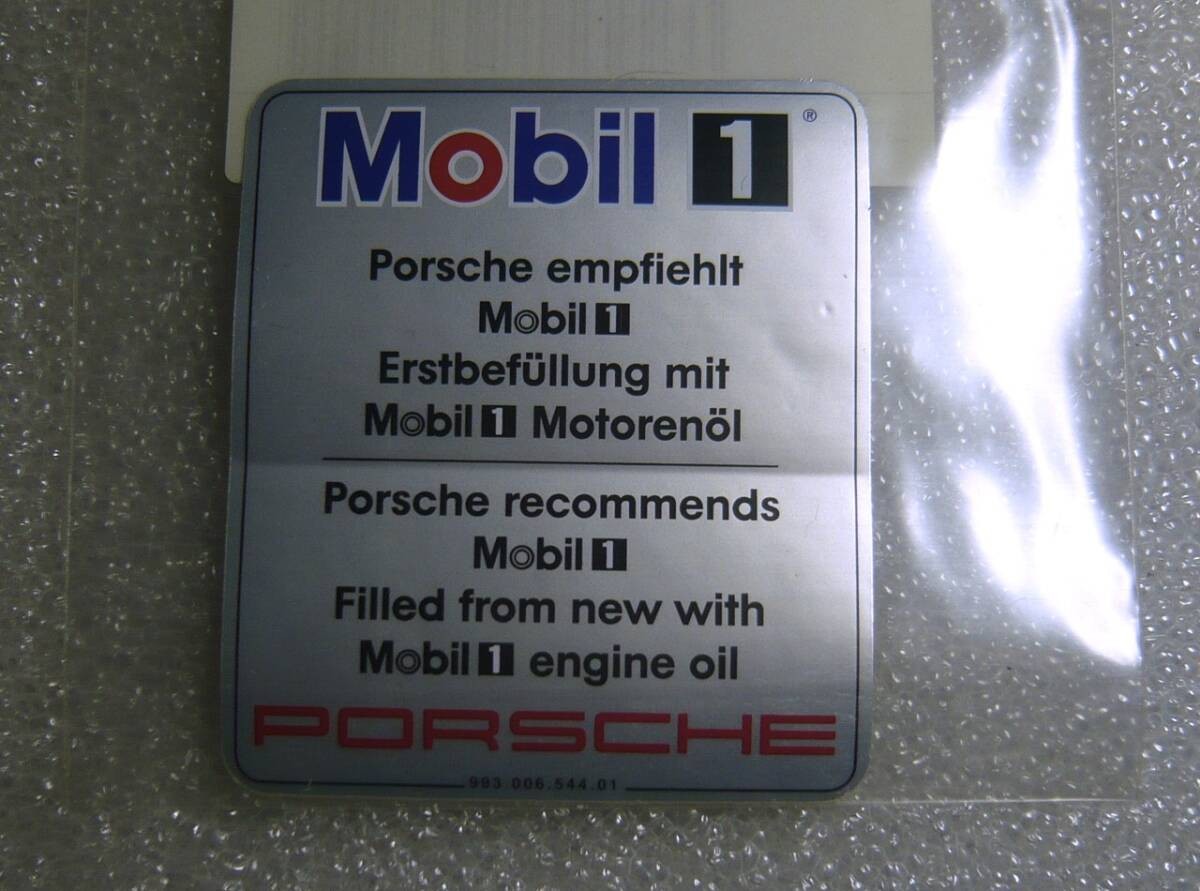 Mobil 1 ®
Porsche empfiehlt
Mobil 1
Erstbefüllung mit
Mobil 1 Motorenöl
Porsche recommends
Mobil 1
Filled from new with
Mobil 1 engine oil
PORSCHE
993 006.544.01